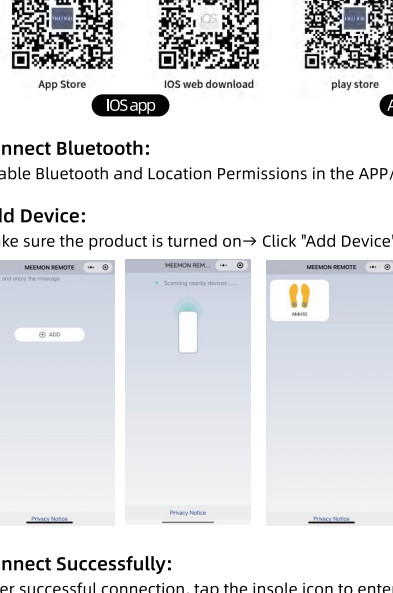 App Store
IOS web download
play store
IOS app
A
nnect Bluetooth:
able Bluetooth and Location Permissions in the APP/
d Device:
ke sure the product is turned on→ Click "Add Device"
MEEMON REMOTE
and enjoy the massage.
ADD
Privacy Notice
MEEMON REM...
Scanning nearby devices ......
Privacy Notice
MEEMON REMOTE
AMH10
Privacy Notice
nnect Successfully:
er successful connection, tap the insole icon to enter